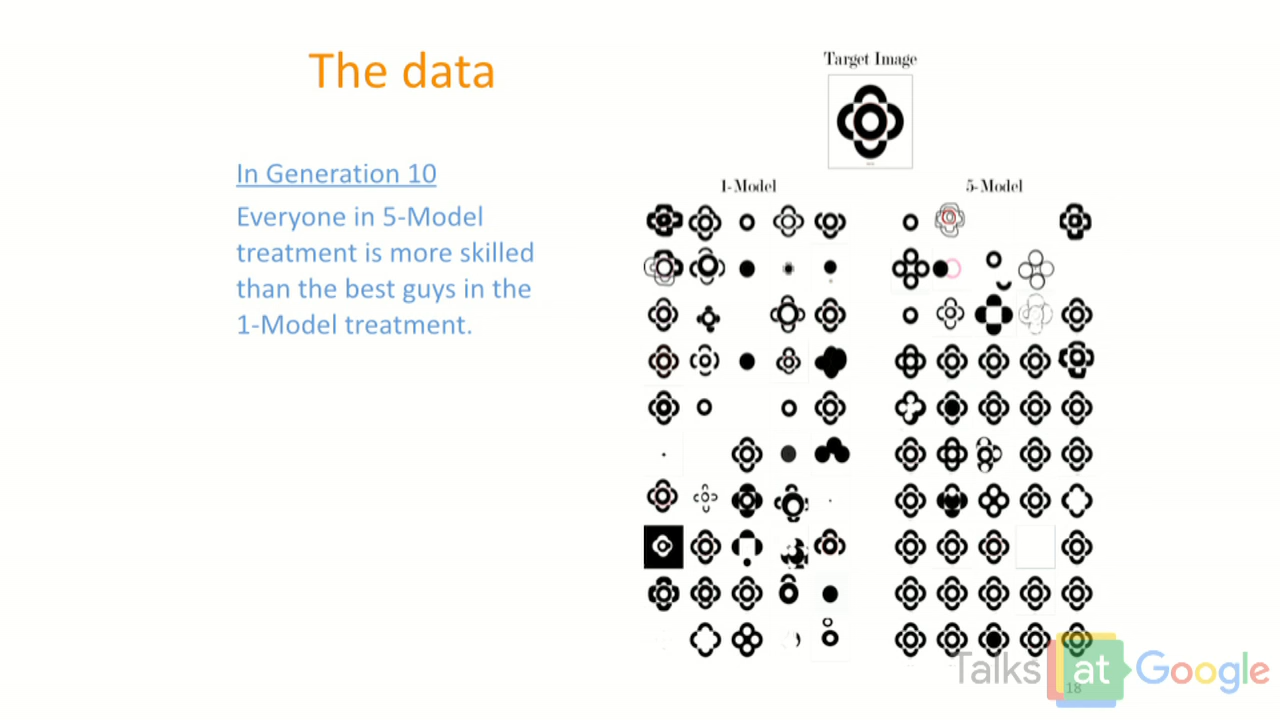 The data
In Generation 10
Everyone in 5-Model
treatment is more skilled
than the best guys in the
1-Model treatment.
Target Image
1-Model
5-Model
Talks at Google
18